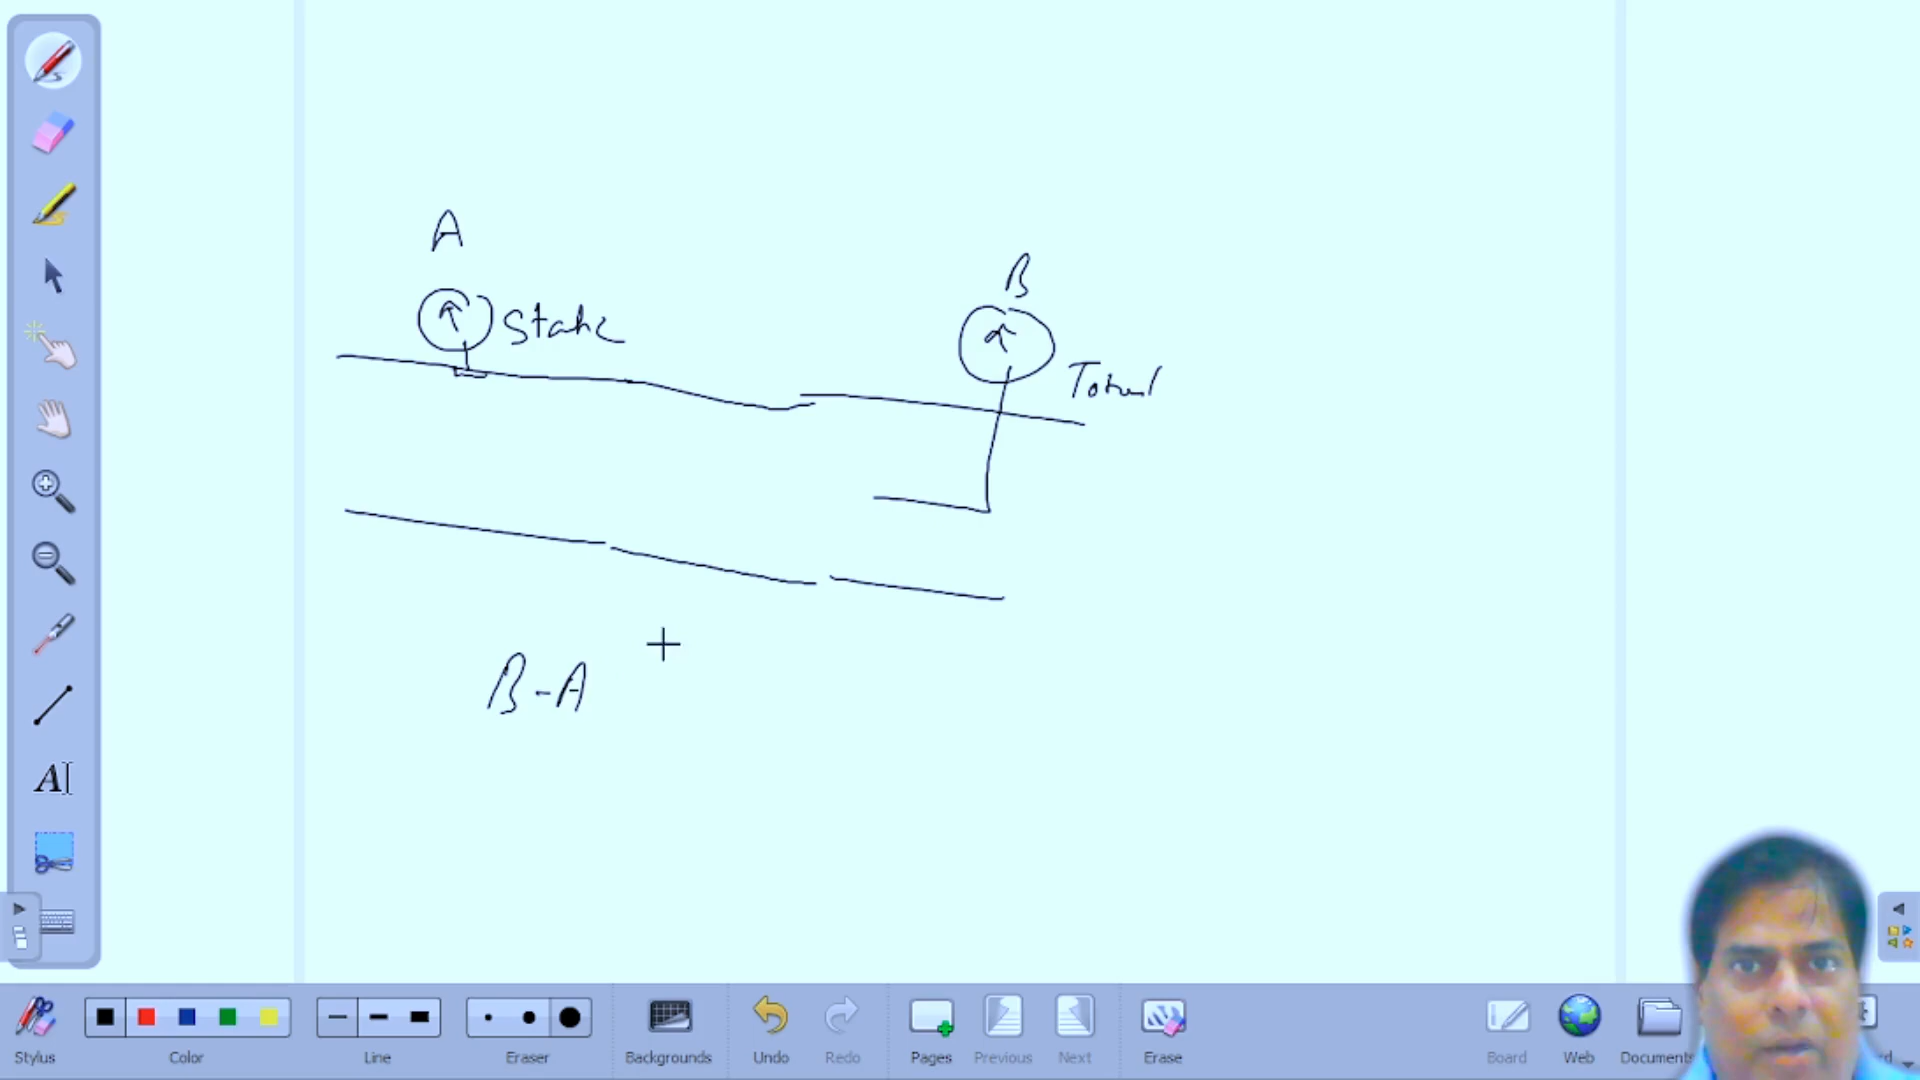 A
Static
B
Total
B-A
A
Stylus
Color
Line
Eraser
Backgrounds
Undo
Redo
Pages
Previous
Next
Erase
Board
Web
Documents